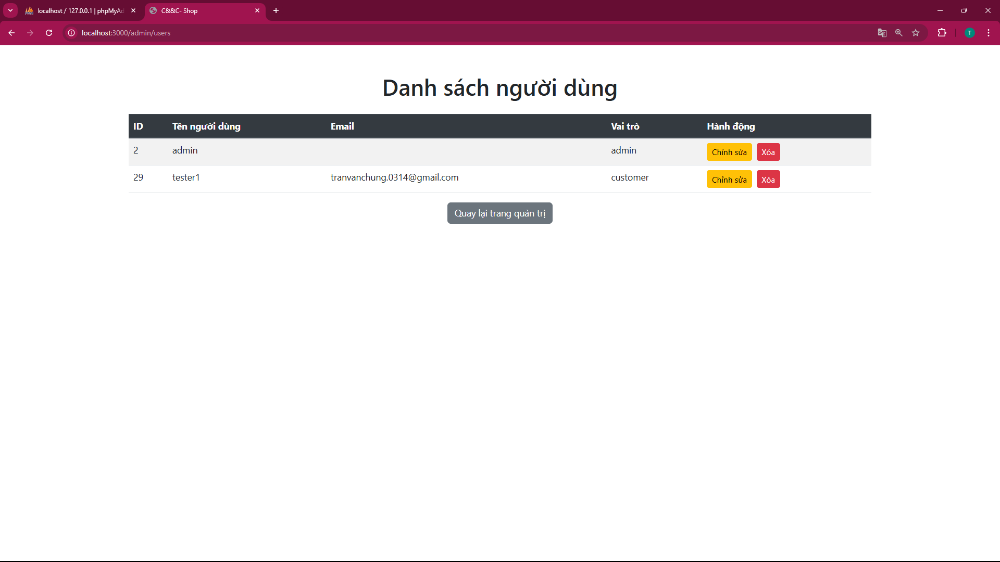 localhost / 127.0.0.1 | phpMyAd
C&&C- Shop
localhost:3000/admin/users
T
Danh sách người dùng
ID Tên người dùng Email Vai trò Hành động
2 admin admin Chỉnh sửa Xóa
29 tester1 tranvanchung.0314@gmail.com customer Chỉnh sửa Xóa
Quay lại trang quản trị